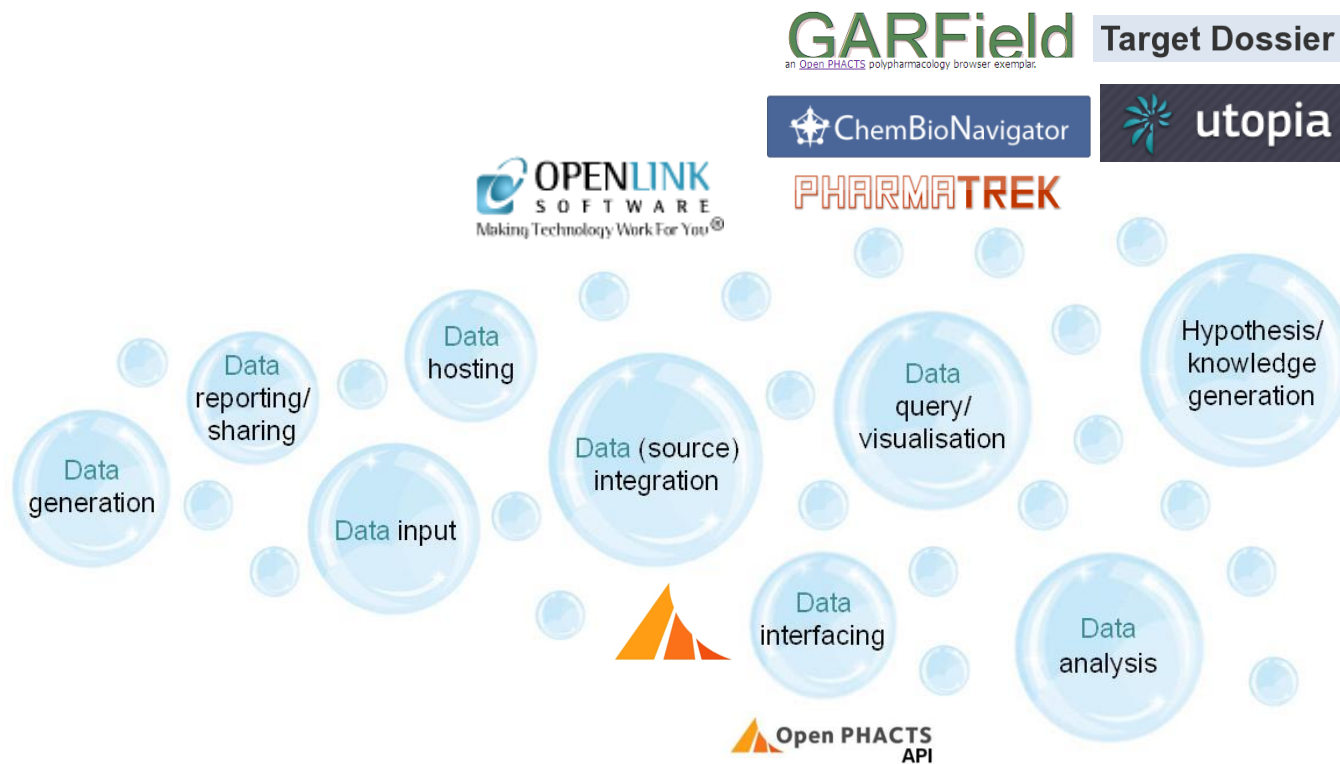 GARField
an Open PHACTS polypharmacology browser exemplar.
Target Dossier
ChemBioNavigator
utopia
PHARMATREK
OPENLINK
SOFTWARE
Making Technology Work For You®
Data
generation
Data
reporting/
sharing
Data input
Data
hosting
Data (source)
integration
Data
query/
visualisation
Data
interfacing
Data
analysis
Hypothesis/
knowledge
generation
Open PHACTS
API